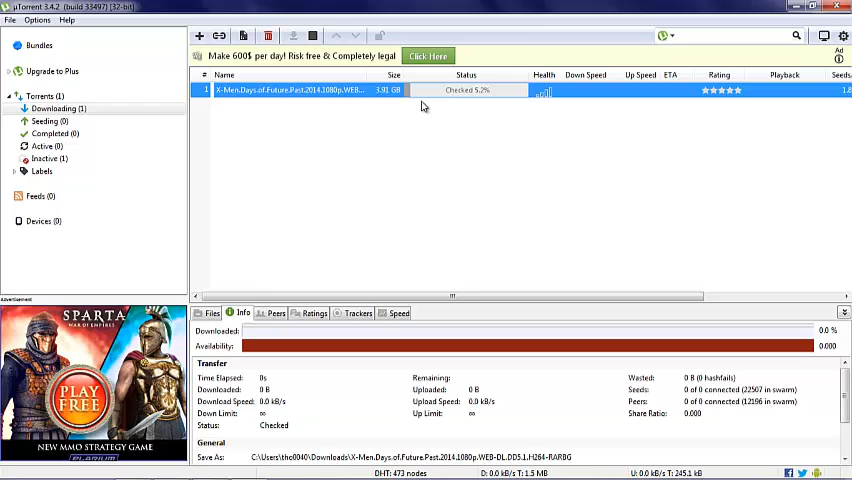 µTorrent 3.4.2 (build 33497) [32-bit]
File Options Help
Bundles
Upgrade to Plus
Torrents (1)
Downloading (1)
Seeding (0)
Completed (0)
Active (0)
Inactive (1)
Labels
Feeds (0)
Devices (0)
Advertisement
SPARTA
WAR OF EMPIRES
PLAY
FREE
NEW MMO STRATEGY GAME
PLARIUM
Make 600$ per day! Risk free & Completely legal Click Here
Ad
# Name Size Status Health Down Speed Up Speed ETA Rating Playback Seeds.
1 X-Men.Days.of.Future.Past.2014.1080p.WEB... 3.91 GB Checked 5.2% 1.8
Files Info Peers Ratings Trackers Speed
Downloaded: 0.0 %
Availability: 0.000
Transfer
Time Elapsed: 0s Remaining: Wasted: 0 B (0 hashfails)
Downloaded: 0 B Uploaded: 0 B Seeds: 0 of 0 connected (22507 in swarm)
Download Speed: 0.0 kB/s Upload Speed: 0.0 kB/s Peers: 0 of 0 connected (12196 in swarm)
Down Limit: ∞ Up Limit: ∞ Share Ratio: 0.000
Status: Checked
General
Save As: C:\Users\tho0040\Downloads\X-Men.Days.of.Future.Past.2014.1080p.WEB-DL.DD5.1.H264-RARBG
DHT: 473 nodes D: 0.0 kB/s T: 1.5 MB U: 0.0 kB/s T: 245.1 kB